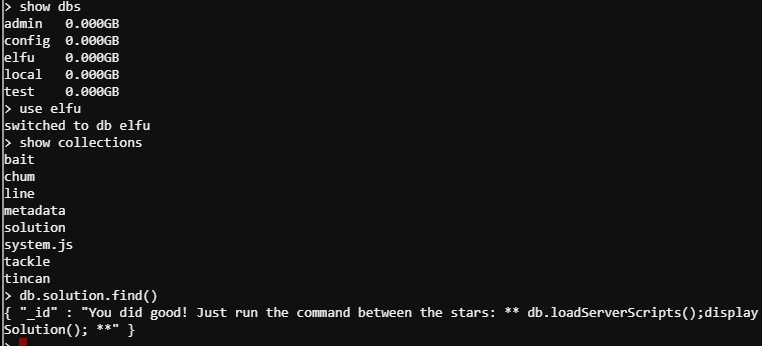 > show dbs
admin   0.000GB
config  0.000GB
elfu    0.000GB
local   0.000GB
test    0.000GB
> use elfu
switched to db elfu
> show collections
bait
chum
line
metadata
solution
system.js
tackle
tincan
> db.solution.find()
{ "_id" : "You did good! Just run the command between the stars: ** db.loadServerScripts();display
Solution(); **" }
>